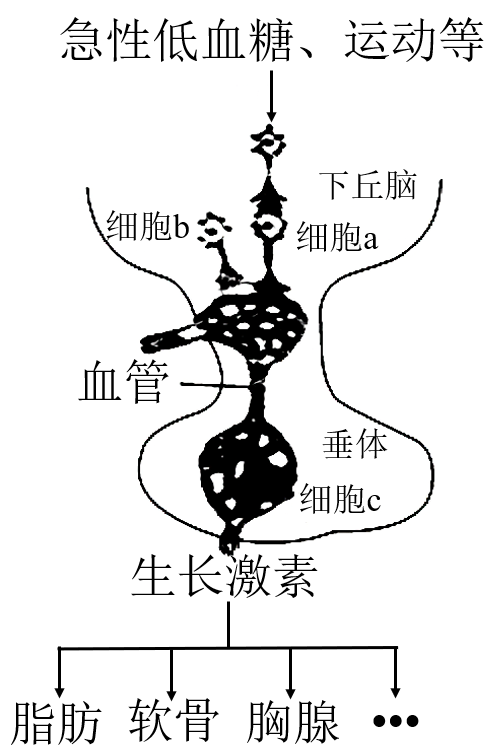 急性低血糖、运动等
下丘脑
细胞b
细胞a
血管
垂体
细胞c
生长激素
脂肪 软骨 胸腺 •••